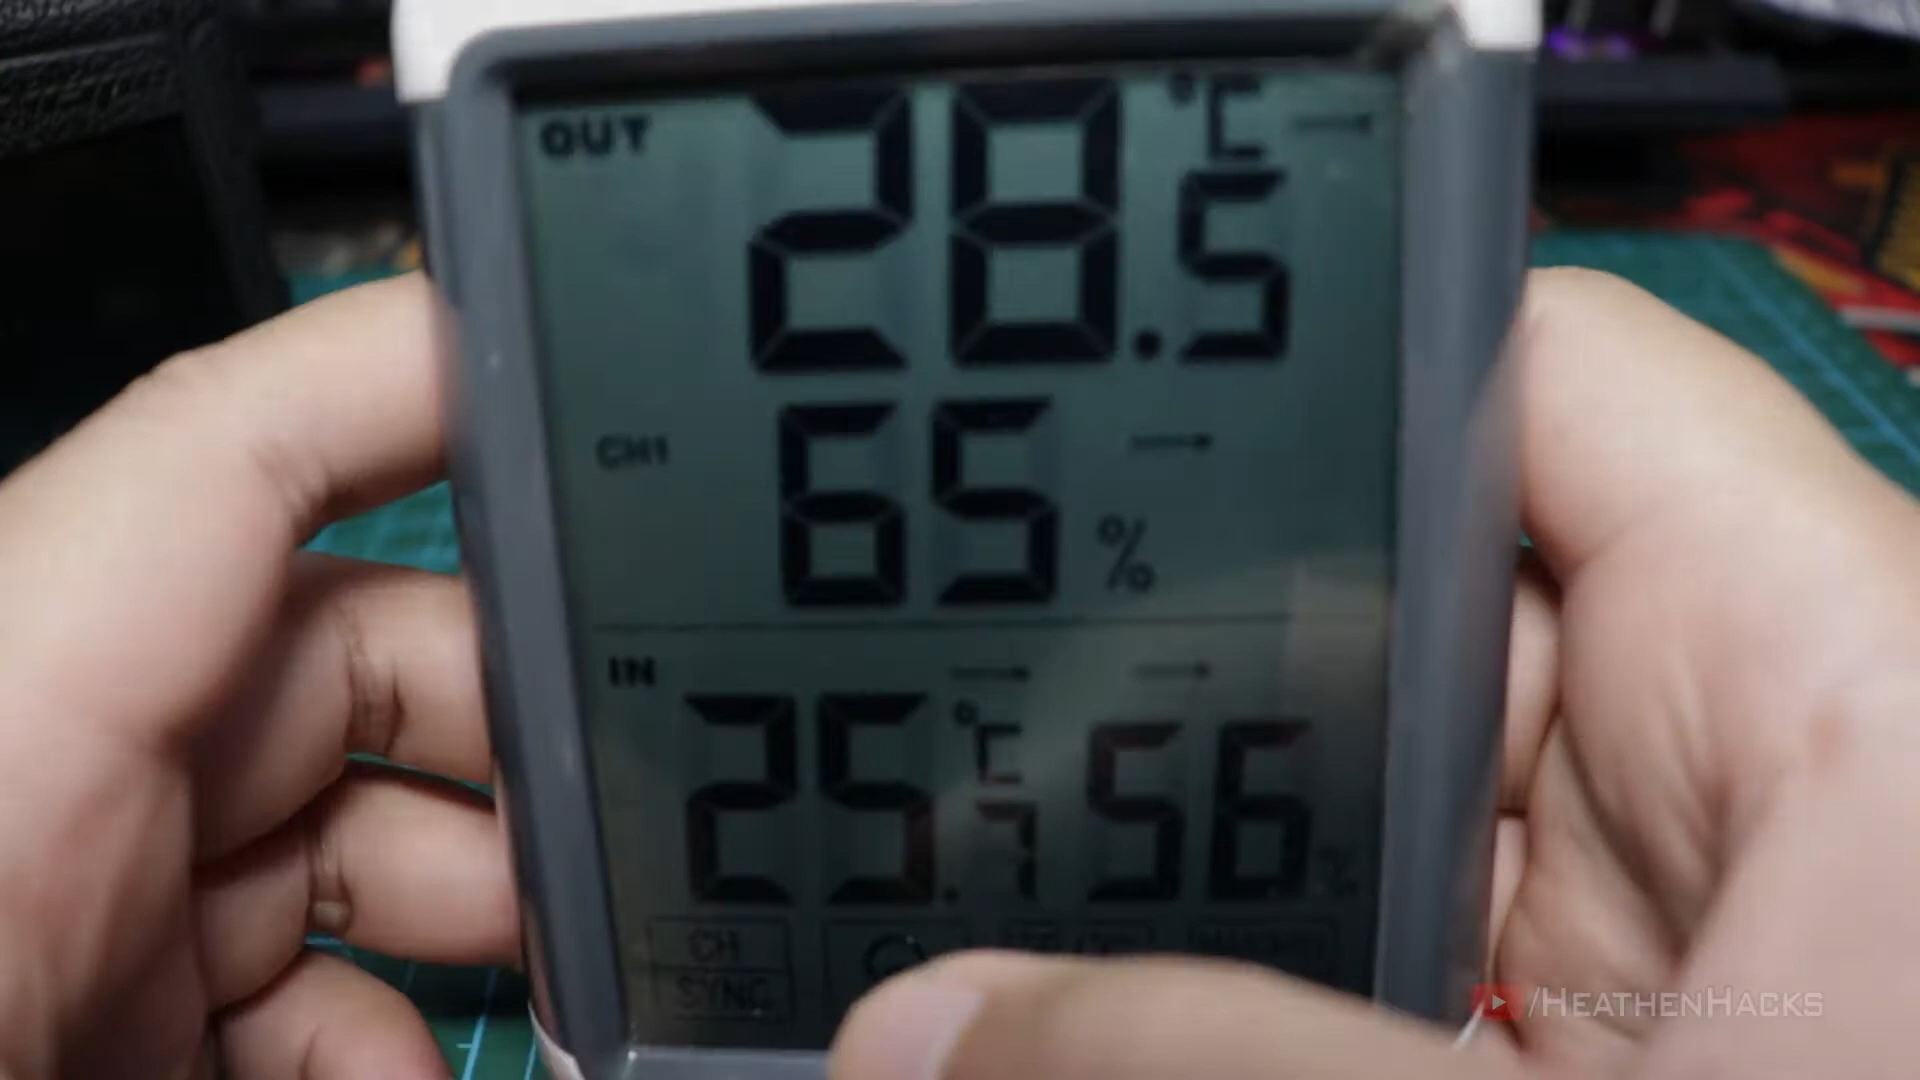 OUT 28.5 °C
CH1 65 %
IN 25.7 °C 56 %
CH
SYNC
/HEATHENHACKS